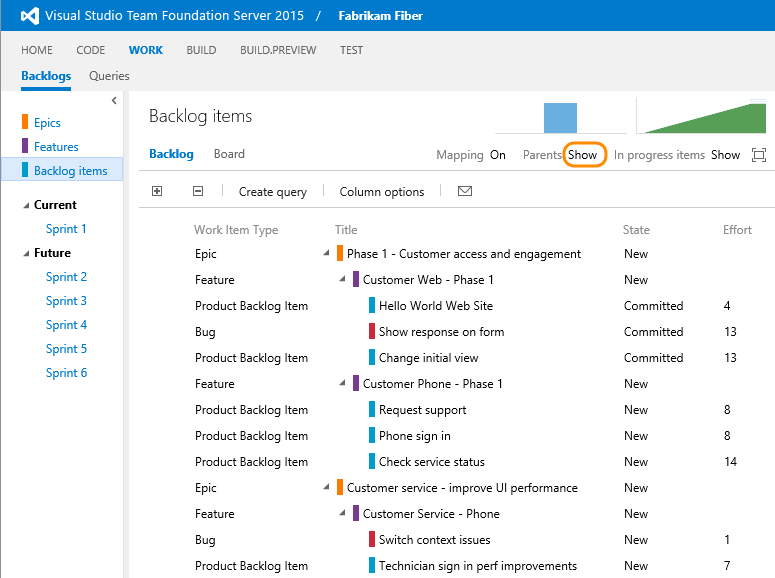 Visual Studio Team Foundation Server 2015 / Fabrikam Fiber
HOME CODE WORK BUILD BUILD.PREVIEW TEST
Backlogs Queries
Epics
Features
Backlog items
Current
Sprint 1
Future
Sprint 2
Sprint 3
Sprint 4
Sprint 5
Sprint 6
Backlog items
Backlog Board Mapping On Parents Show In progress items Show
Create query Column options
Work Item Type Title State Effort
Epic Phase 1 - Customer access and engagement New
Feature Customer Web - Phase 1 New
Product Backlog Item Hello World Web Site Committed 4
Bug Show response on form Committed 13
Product Backlog Item Change initial view Committed 13
Feature Customer Phone - Phase 1 New
Product Backlog Item Request support New 8
Product Backlog Item Phone sign in New 8
Product Backlog Item Check service status New 14
Epic Customer service - improve UI performance New
Feature Customer Service - Phone New
Bug Switch context issues New 1
Product Backlog Item Technician sign in perf improvements New 7